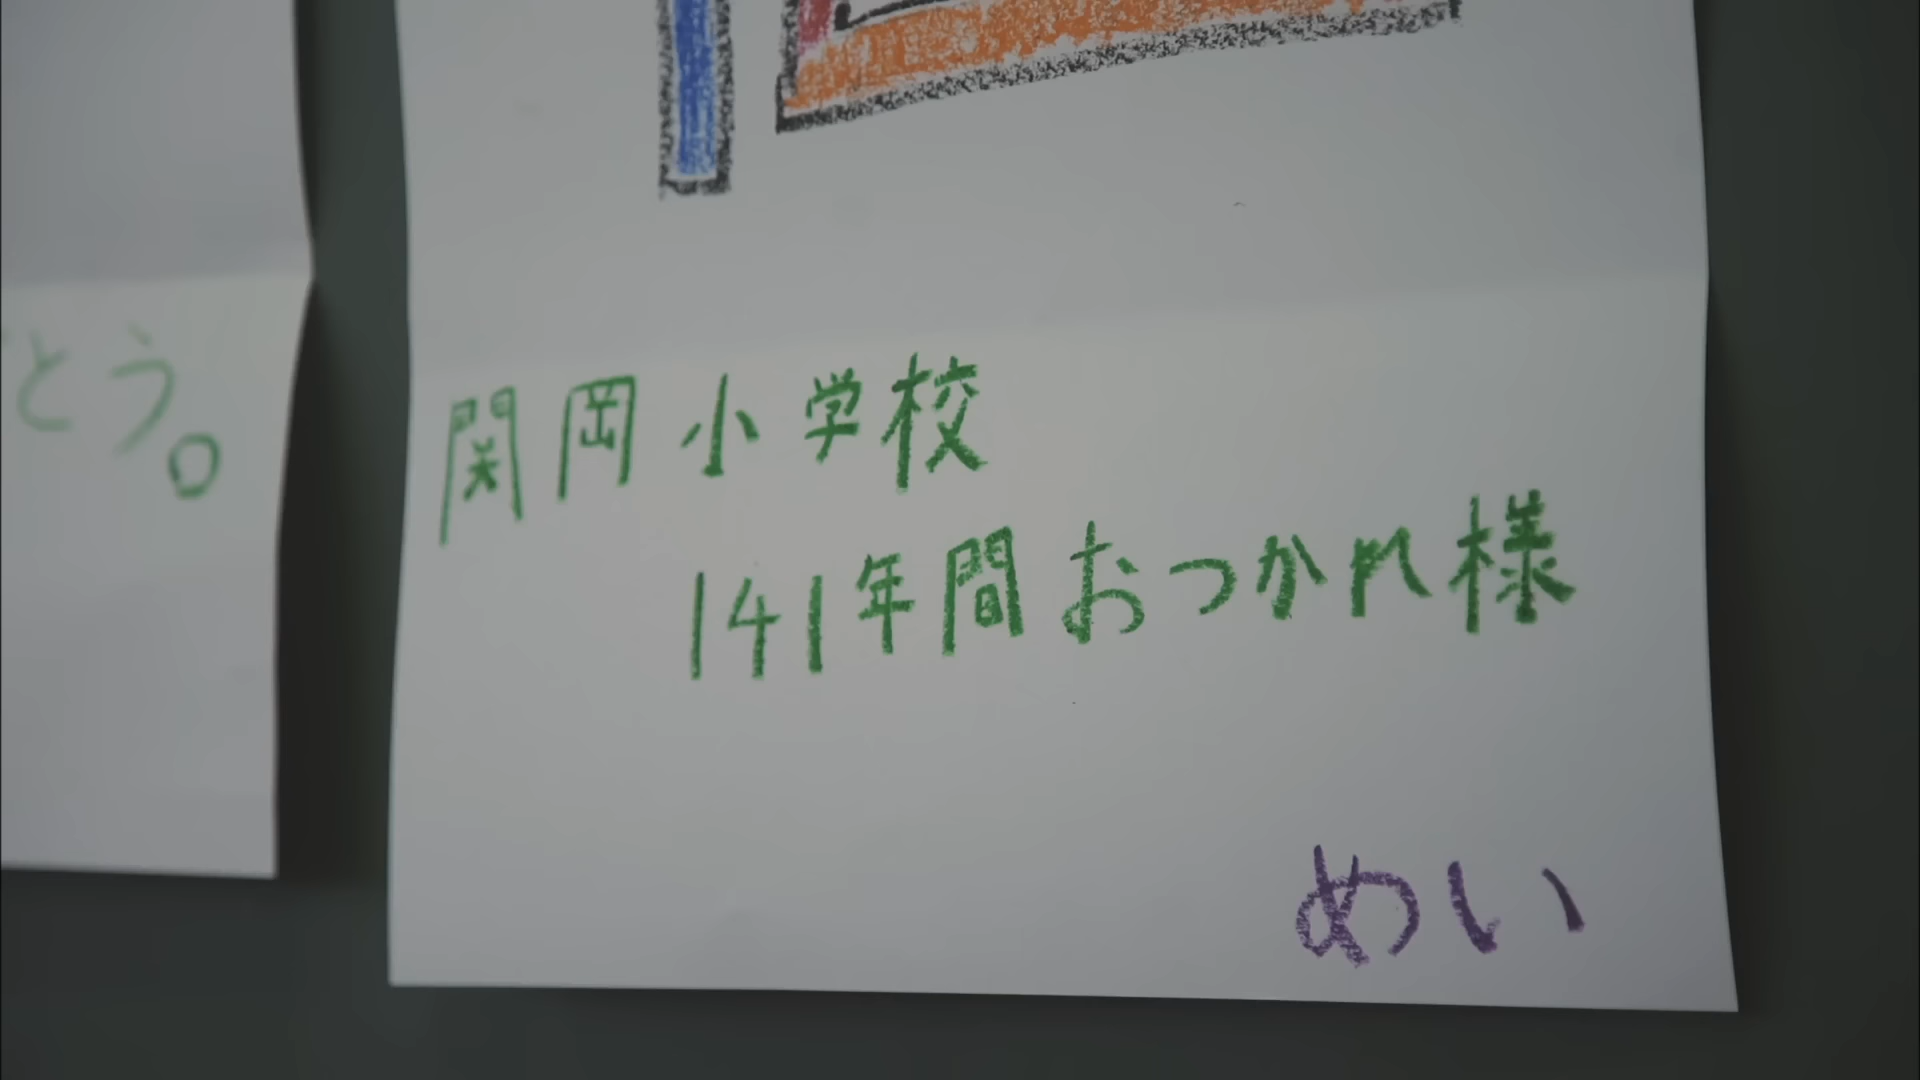 とう。
関岡小学校
141年間おつかれ様
めい